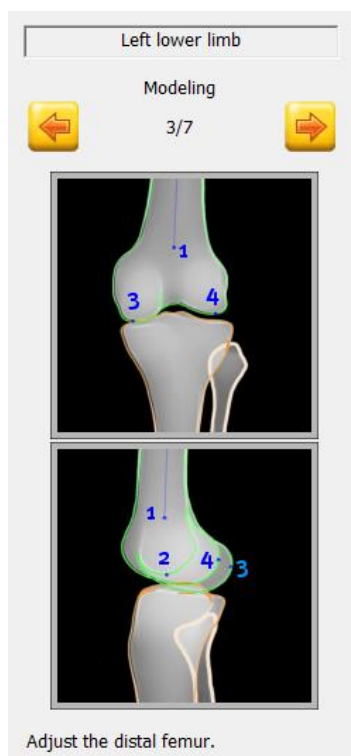 Left lower limb
Modeling
3/7
1
3
4
1
2
4
3
Adjust the distal femur.